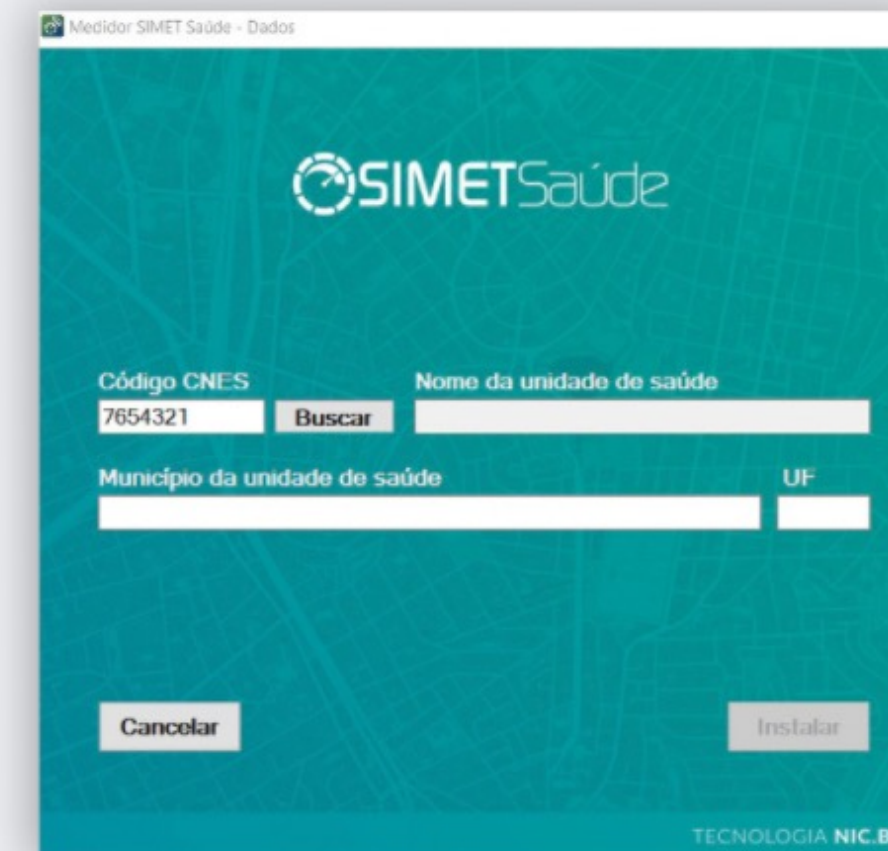 Medidor SIMET Saúde - Dados
SIMETSaúde
Código CNES
Nome da unidade de saúde
7654321
Buscar
Município da unidade de saúde
UF
Cancelar
Instalar
TECNOLOGIA NIC.B